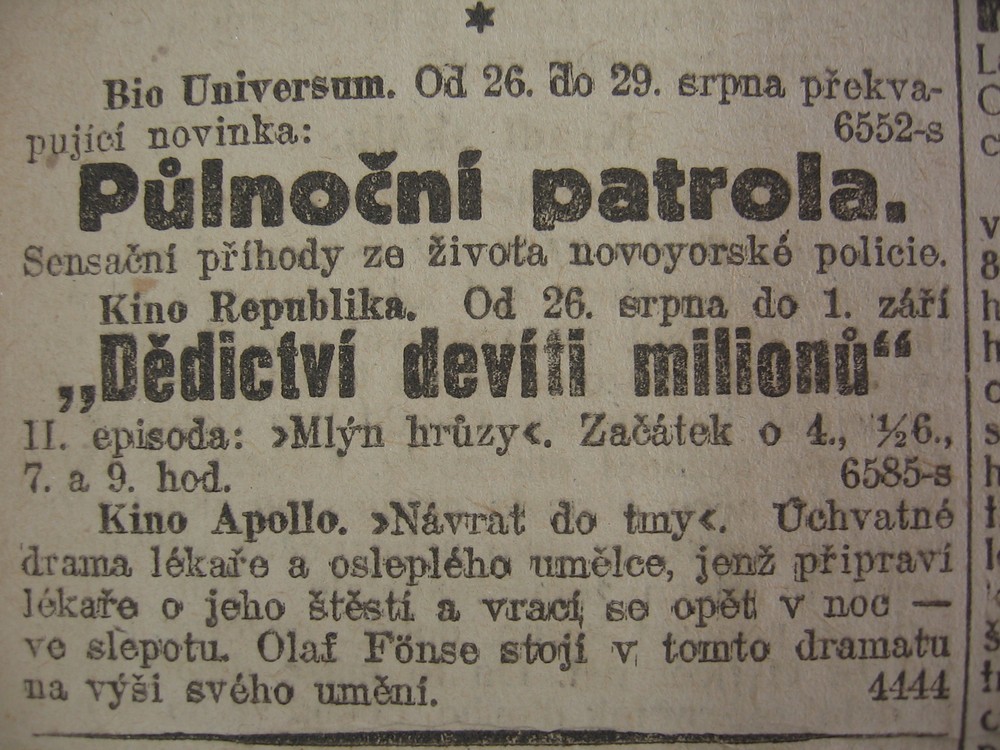 Bio Universum. Od 26. do 29. srpna překva-
pující novinka: 6552-s
Půlnoční patrola.
Sensační příhody ze života novoyorské policie.
Kino Republika. Od 26. srpna do 1. září
„Dědictví devíti milionů“
II. episoda: »Mlýn hrůzy«. Začátek o 4., ½6.,
7. a 9. hod. 6585-s
Kino Apollo. »Návrat do tmy«. Úchvatné
drama lékaře a oslepléhο umělce, jenž připraví
lékaře o jeho štěstí a vrací se opět v noc —
ve slepotu. Olaf Fönse stojí v tomto dramatu
na výši svého umění. 4444